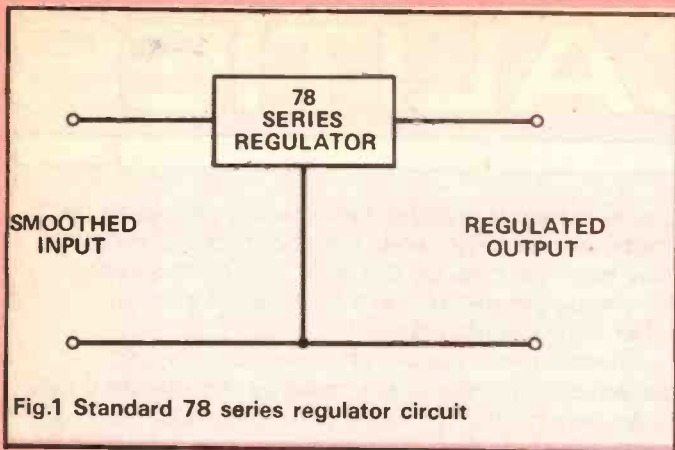 78
SERIES
REGULATOR
SMOOTHED
INPUT
REGULATED
OUTPUT
Fig.1 Standard 78 series regulator circuit